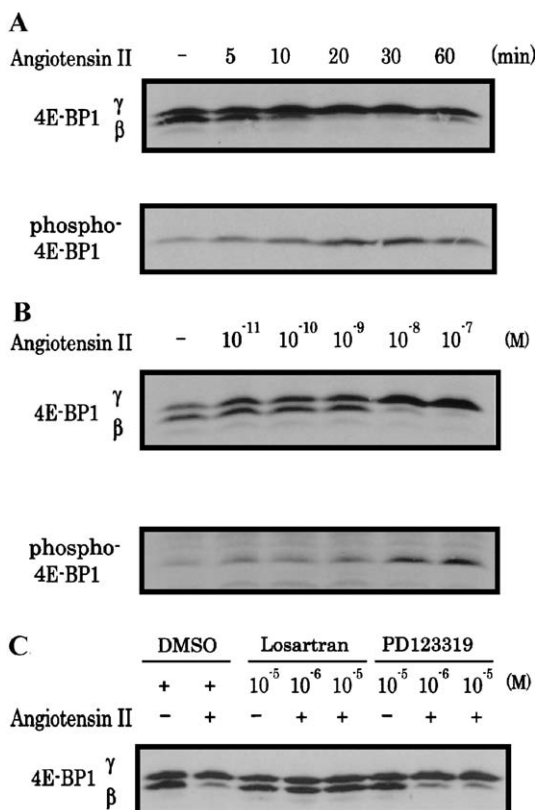 A
Angiotensin II - 5 10 20 30 60 (min)
4E-BP1 γ
β
phospho-
4E-BP1
B
Angiotensin II - 10⁻¹¹ 10⁻¹⁰ 10⁻⁹ 10⁻⁸ 10⁻⁷ (M)
4E-BP1 γ
β
phospho-
4E-BP1
C
DMSO Losartran PD123319
+ + 10⁻⁵ 10⁻⁶ 10⁻⁵ 10⁻⁵ 10⁻⁶ 10⁻⁵ (M)
Angiotensin II - + - + + - + +
4E-BP1 γ
β